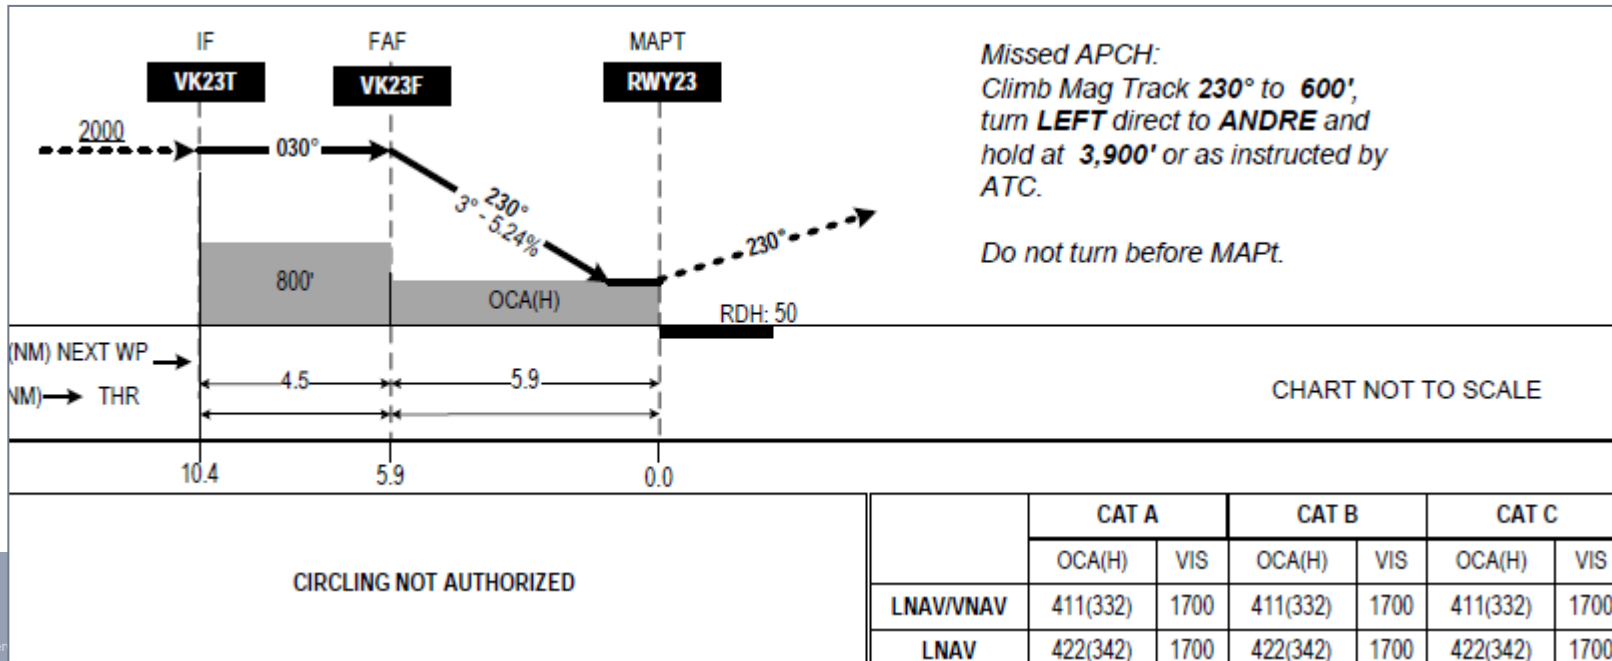 IF
FAF
MAPT
VK23T
VK23F
RWY23
2000
030°
230°
3° - 5.24%
230°
800'
OCA(H)
RDH: 50
Missed APCH:
Climb Mag Track 230° to 600',
turn LEFT direct to ANDRE and
hold at 3,900' or as instructed by
ATC.
Do not turn before MAPt.
(NM) NEXT WP
4.5
5.9
NM) THR
CHART NOT TO SCALE
10.4
5.9
0.0
CIRCLING NOT AUTHORIZED
CAT A CAT B CAT C
OCA(H) VIS OCA(H) VIS OCA(H) VIS
LNAV/VNAV 411(332) 1700 411(332) 1700 411(332) 1700
LNAV 422(342) 1700 422(342) 1700 422(342) 1700